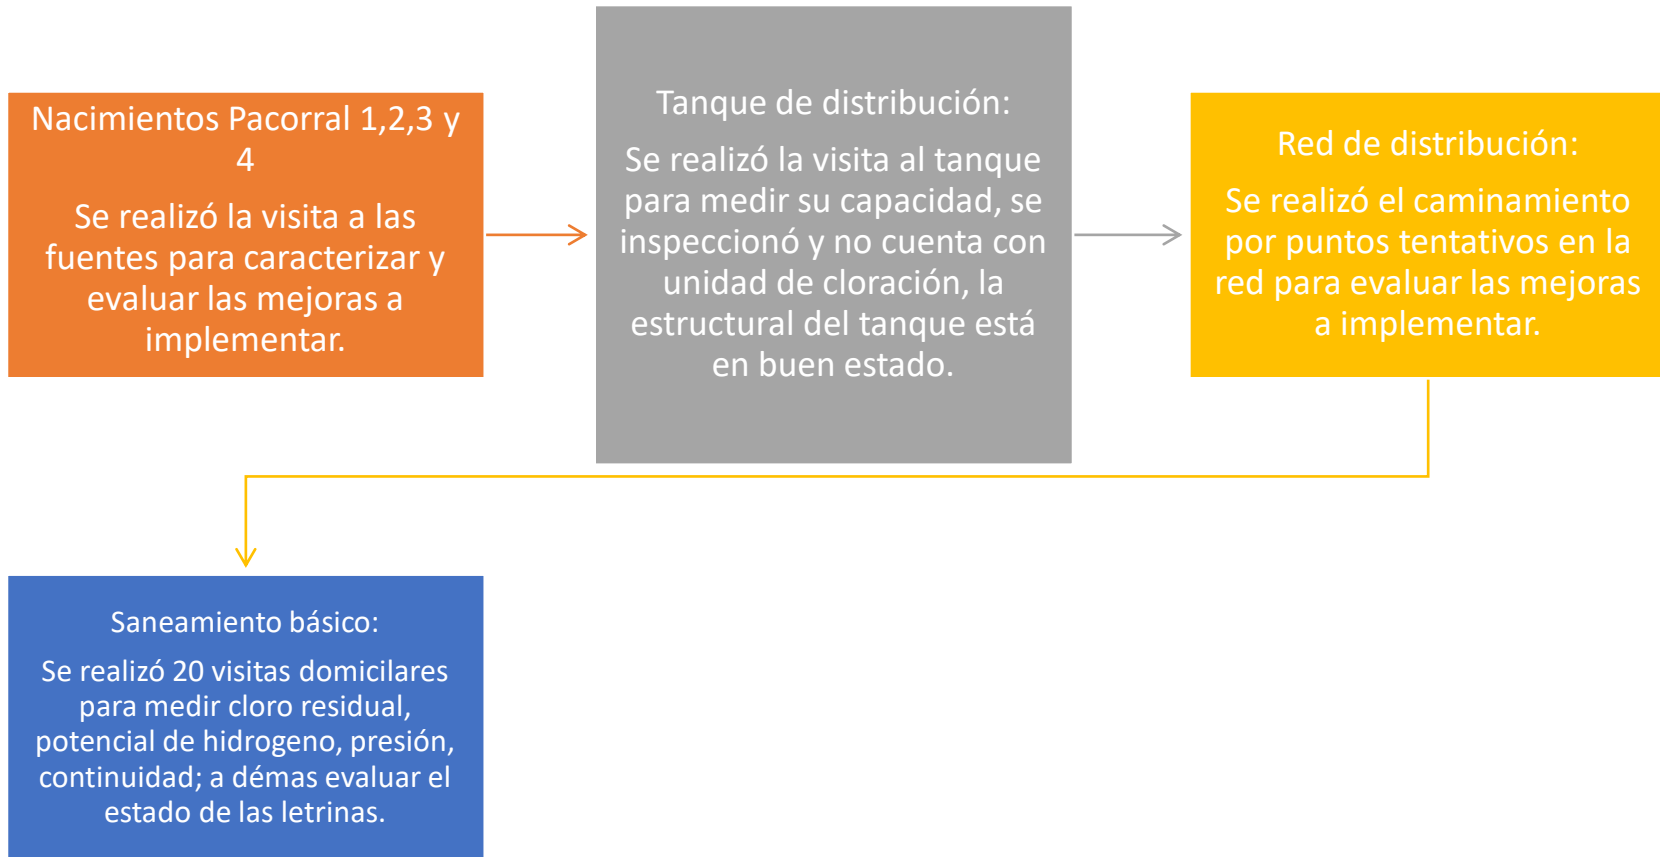 Nacimientos Pacorral 1,2,3 y
4
Se realizó la visita a las
fuentes para caracterizar y
evaluar las mejoras a
implementar.
Tanque de distribución:
Se realizó la visita al tanque
para medir su capacidad, se
inspeccionó y no cuenta con
unidad de cloración, la
estructural del tanque está
en buen estado.
Red de distribución:
Se realizó el caminamiento
por puntos tentativos en la
red para evaluar las mejoras
a implementar.
Saneamiento básico:
Se realizó 20 visitas domicilares
para medir cloro residual,
potencial de hidrogeno, presión,
continuidad; a démas evaluar el
estado de las letrinas.